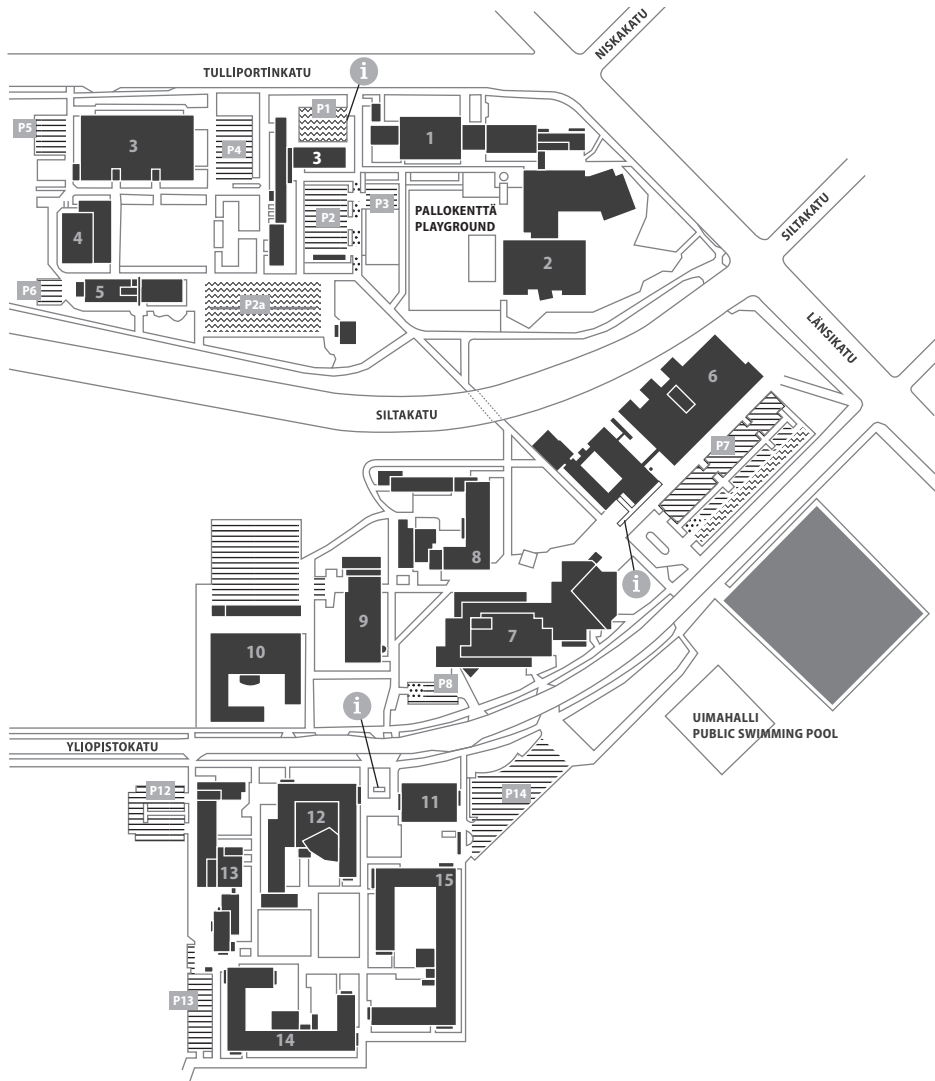 NISKAKATU
TULLIPORTINKATU
i
P1
P5
3
P4
3
1
P2
P3
PALLOKENTTÄ
PLAYGROUND
SILTAKATU
4
2
P6
5
P2a
LÄNSIKATU
6
SILTAKATU
P7
8
i
9
7
10
P8
i
UIMAHALLI
PUBLIC SWIMMING POOL
YLIOPISTOKATU
P12
P14
11
12
13
15
P13
14